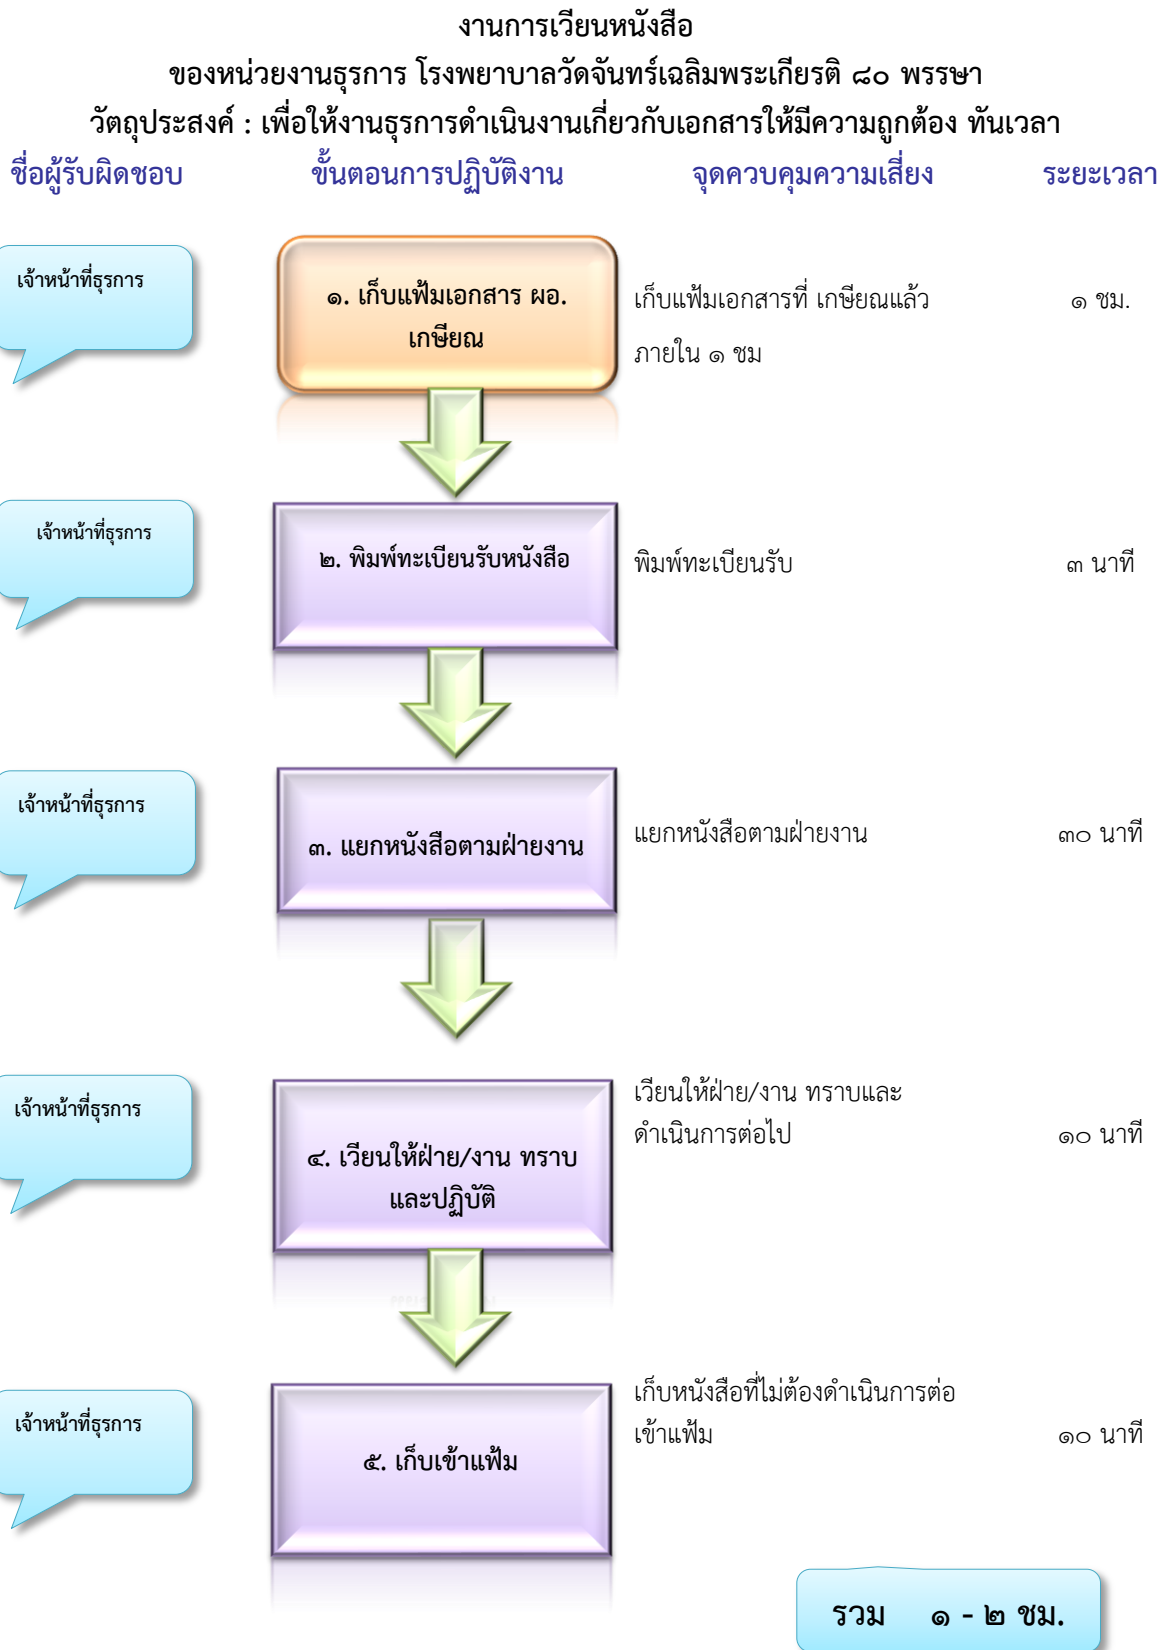 งานการเวียนหนังสือ
ของหน่วยงานธุรการ โรงพยาบาลวัดจันทร์เฉลิมพระเกียรติ ๘๐ พรรษา
วัตถุประสงค์ : เพื่อให้งานธุรการดำเนินงานเกี่ยวกับเอกสารให้มีความถูกต้อง ทันเวลา
ชื่อผู้รับผิดชอบ ขั้นตอนการปฏิบัติงาน จุดควบคุมความเสี่ยง ระยะเวลา
เจ้าหน้าที่ธุรการ
๑. เก็บแฟ้มเอกสาร ผอ.
เกษียณ
เก็บแฟ้มเอกสารที่ เกษียณแล้ว
ภายใน ๑ ชม
๑ ชม.
เจ้าหน้าที่ธุรการ
๒. พิมพ์ทะเบียนรับหนังสือ
พิมพ์ทะเบียนรับ
๓ นาที
เจ้าหน้าที่ธุรการ
๓. แยกหนังสือตามฝ่ายงาน
แยกหนังสือตามฝ่ายงาน
๓๐ นาที
เจ้าหน้าที่ธุรการ
๔. เวียนให้ฝ่าย/งาน ทราบ
และปฏิบัติ
เวียนให้ฝ่าย/งาน ทราบและ
ดำเนินการต่อไป
๑๐ นาที
เจ้าหน้าที่ธุรการ
๕. เก็บเข้าแฟ้ม
เก็บหนังสือที่ไม่ต้องดำเนินการต่อ
เข้าแฟ้ม
๑๐ นาที
รวม ๑ - ๒ ชม.